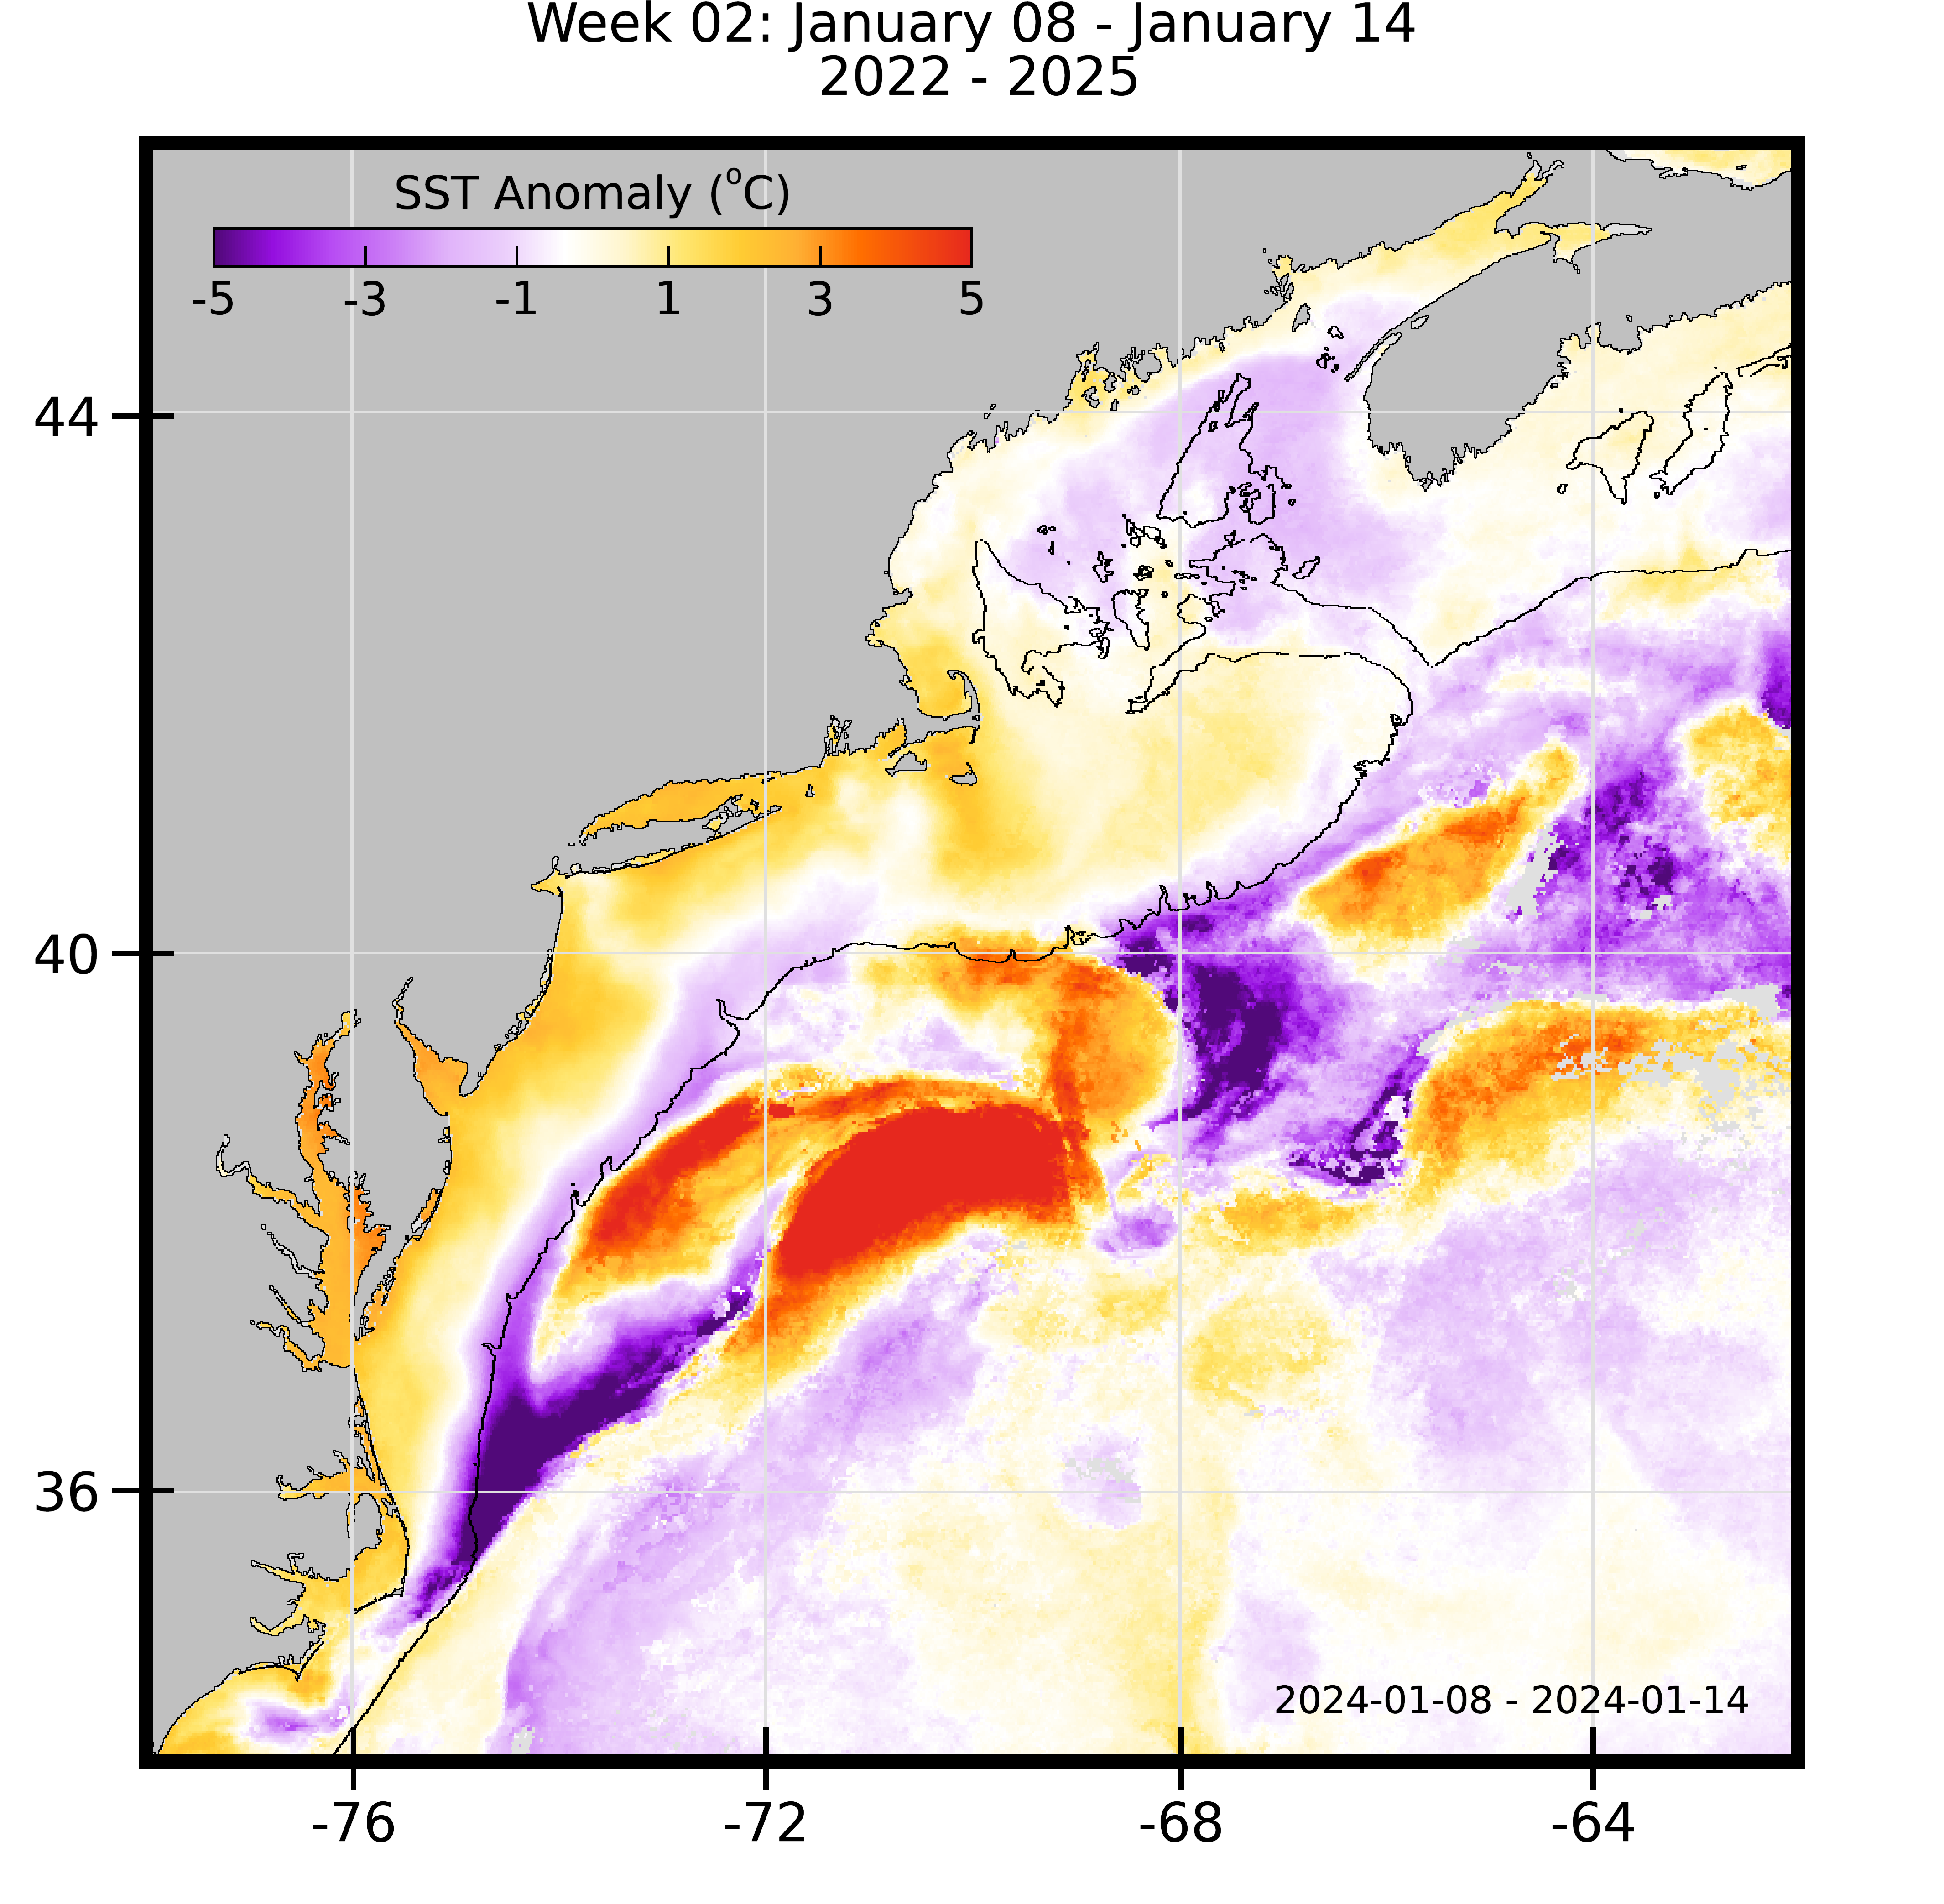 Week 02: January 08 - January 14
2022 - 2025
SST Anomaly (°C)
-5 -3 -1 1 3 5
44
40
36
2024-01-08 - 2024-01-14
-76 -72 -68 -64